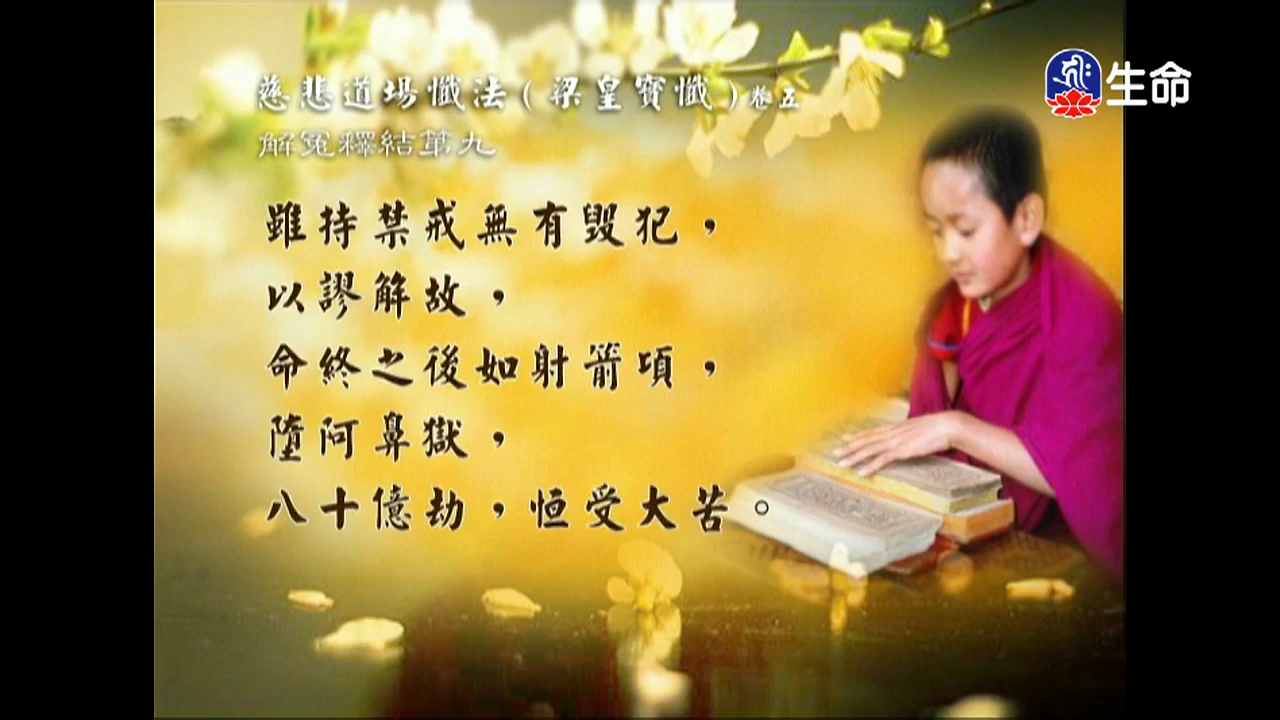 慈悲道場懺法(梁皇寶懺)卷五
生命
解冤釋結第九
雖持禁戒無有毀犯，
以謬解故，
命終之後如射箭頃，
墮阿鼻獄，
八十億劫，恒受大苦。